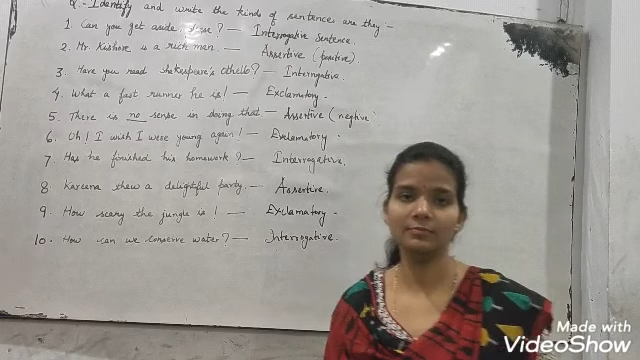 Q.- Identify and write the kinds of sentence are they :-
1. Can you get aside, ? — Interrogative Sentence.
2. Mr. Kishore is a rich man. — Assertive (positive).
3. Have you read Shakespeare's Othello? — Interrogative.
4. What a fast runner he is! — Exclamatory.
5. There is no sense in doing that — Assertive (negtive
6. Oh! I wish I were young again! — Exclamatory.
7. Has he finished his homework? — Interrogative.
8. Kareena threw a delightful party. — Assertive.
9. How scary the jungle is! — Exclamatory.
10. How can we conserve water? — Interrogative.
Made with
VideoShow